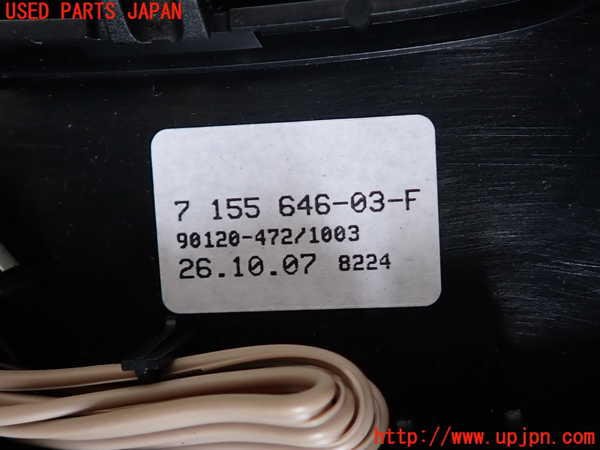 USED PARTS JAPAN
7 155 646-03-F
90120-472/1003
26.10.07 8224
http://www.upjpn.com/